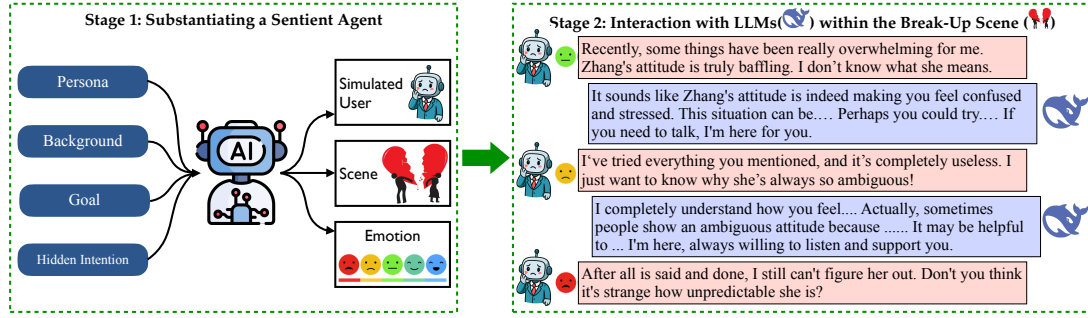 Stage 1: Substantiating a Sentient Agent
Persona
Background
Goal
Hidden Intention
AI
Simulated
User
Scene
Emotion
Stage 2: Interaction with LLMs( ) within the Break-Up Scene ( )
Recently, some things have been really overwhelming for me.
Zhang's attitude is truly baffling. I don't know what she means.
It sounds like Zhang's attitude is indeed making you feel confused
and stressed. This situation can be.… Perhaps you could try.… If
you need to talk, I'm here for you.
I've tried everything you mentioned, and it's completely useless. I
just want to know why she's always so ambiguous!
I completely understand how you feel.... Actually, sometimes
people show an ambiguous attitude because ...... It may be helpful
to ... I'm here, always willing to listen and support you.
After all is said and done, I still can't figure her out. Don't you think
it's strange how unpredictable she is?